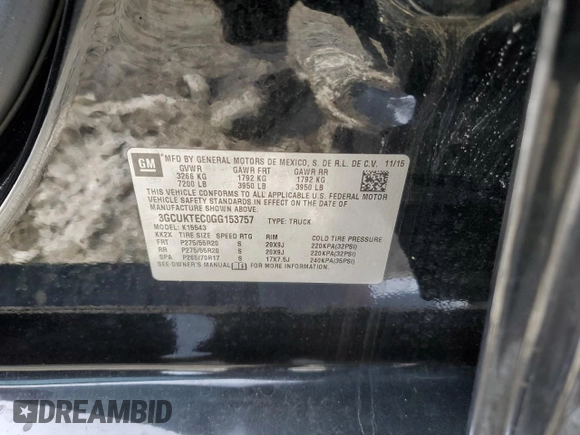 GM
MFD BY GENERAL MOTORS DE MEXICO, S. DE R.L. DE C.V. 11/15
GVWR GAWR FRT GAWR RR
3266 KG 1792 KG 1792 KG
7200 LB 3950 LB 3950 LB
THIS VEHICLE CONFORMS TO ALL APPLICABLE U.S. FEDERAL MOTOR
VEHICLE SAFETY AND THEFT PREVENTION STANDARDS IN EFFECT ON THE DATE OF
MANUFACTURE SHOWN ABOVE.
3GCUKTEC0GG153757 TYPE: TRUCK
MODEL: K15543
KK2X TIRE SIZE SPEED RTG RIM COLD TIRE PRESSURE
FRT P275/55R20 S 20X9J 220KPA(32PSI)
RR P275/55R20 S 20X9J 220KPA(32PSI)
SPA P265/70R17 S 17X7.5J 240KPA(35PSI)
SEE OWNER'S MANUAL FOR MORE INFORMATION.
DREAMBID